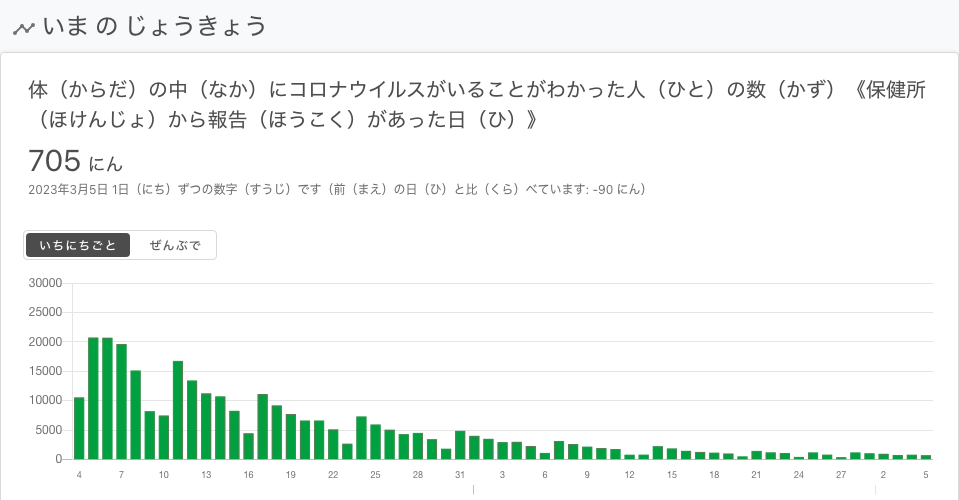 いま の じょうきょう
体（からだ）の中（なか）にコロナウイルスがいることがわかった人（ひと）の数（かず）《保健所
（ほけんじょ）から報告（ほうこく）があった日（ひ）》
705 にん
2023年3月5日 1日（にち）ずつの数字（すうじ）です（前（まえ）の日（ひ）と比（くら）べています: -90 にん）
いちにちごと ぜんぶで
30000
25000
20000
15000
10000
5000
0
4 7 10 13 16 19 22 25 28 31 3 6 9 12 15 18 21 24 27 2 5